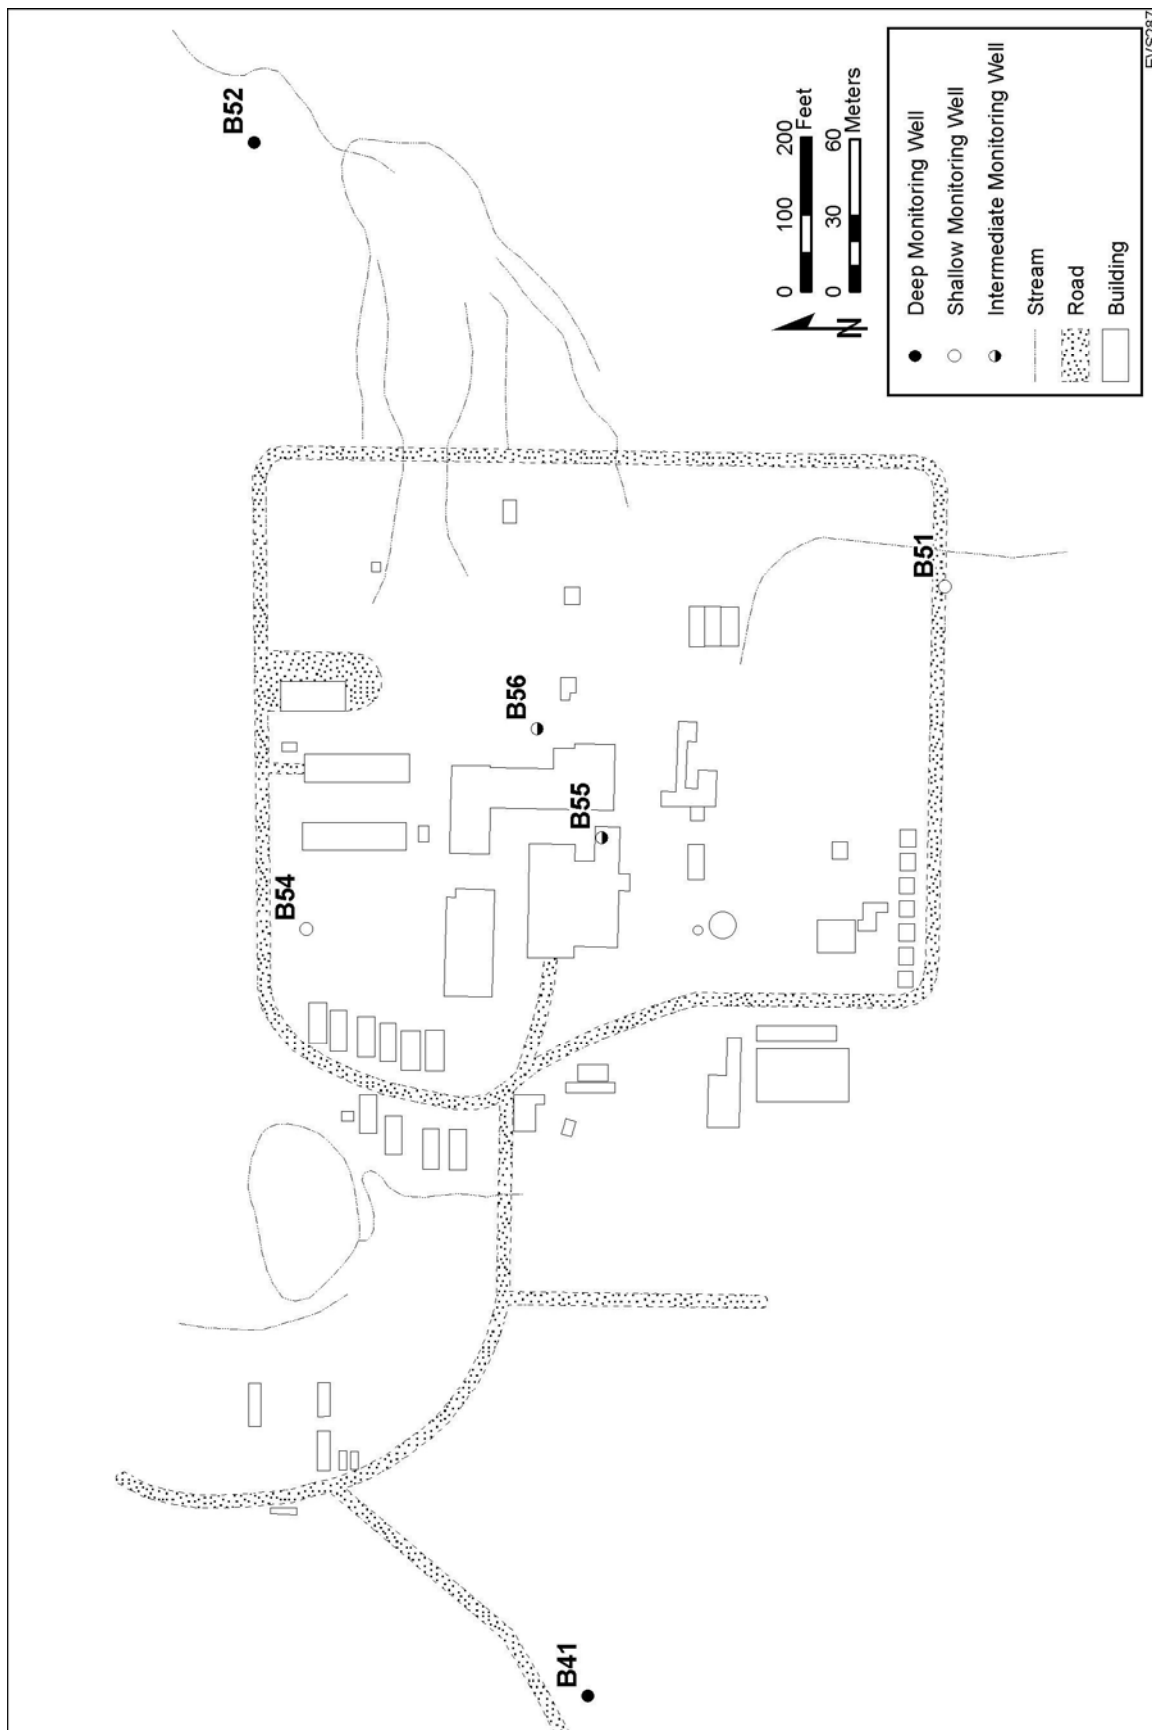 B52
B56
B55
B54
B51
B41
N
0 100 200
Feet
0 30 60
Meters
Deep Monitoring Well
Shallow Monitoring Well
Intermediate Monitoring Well
Stream
Road
Building